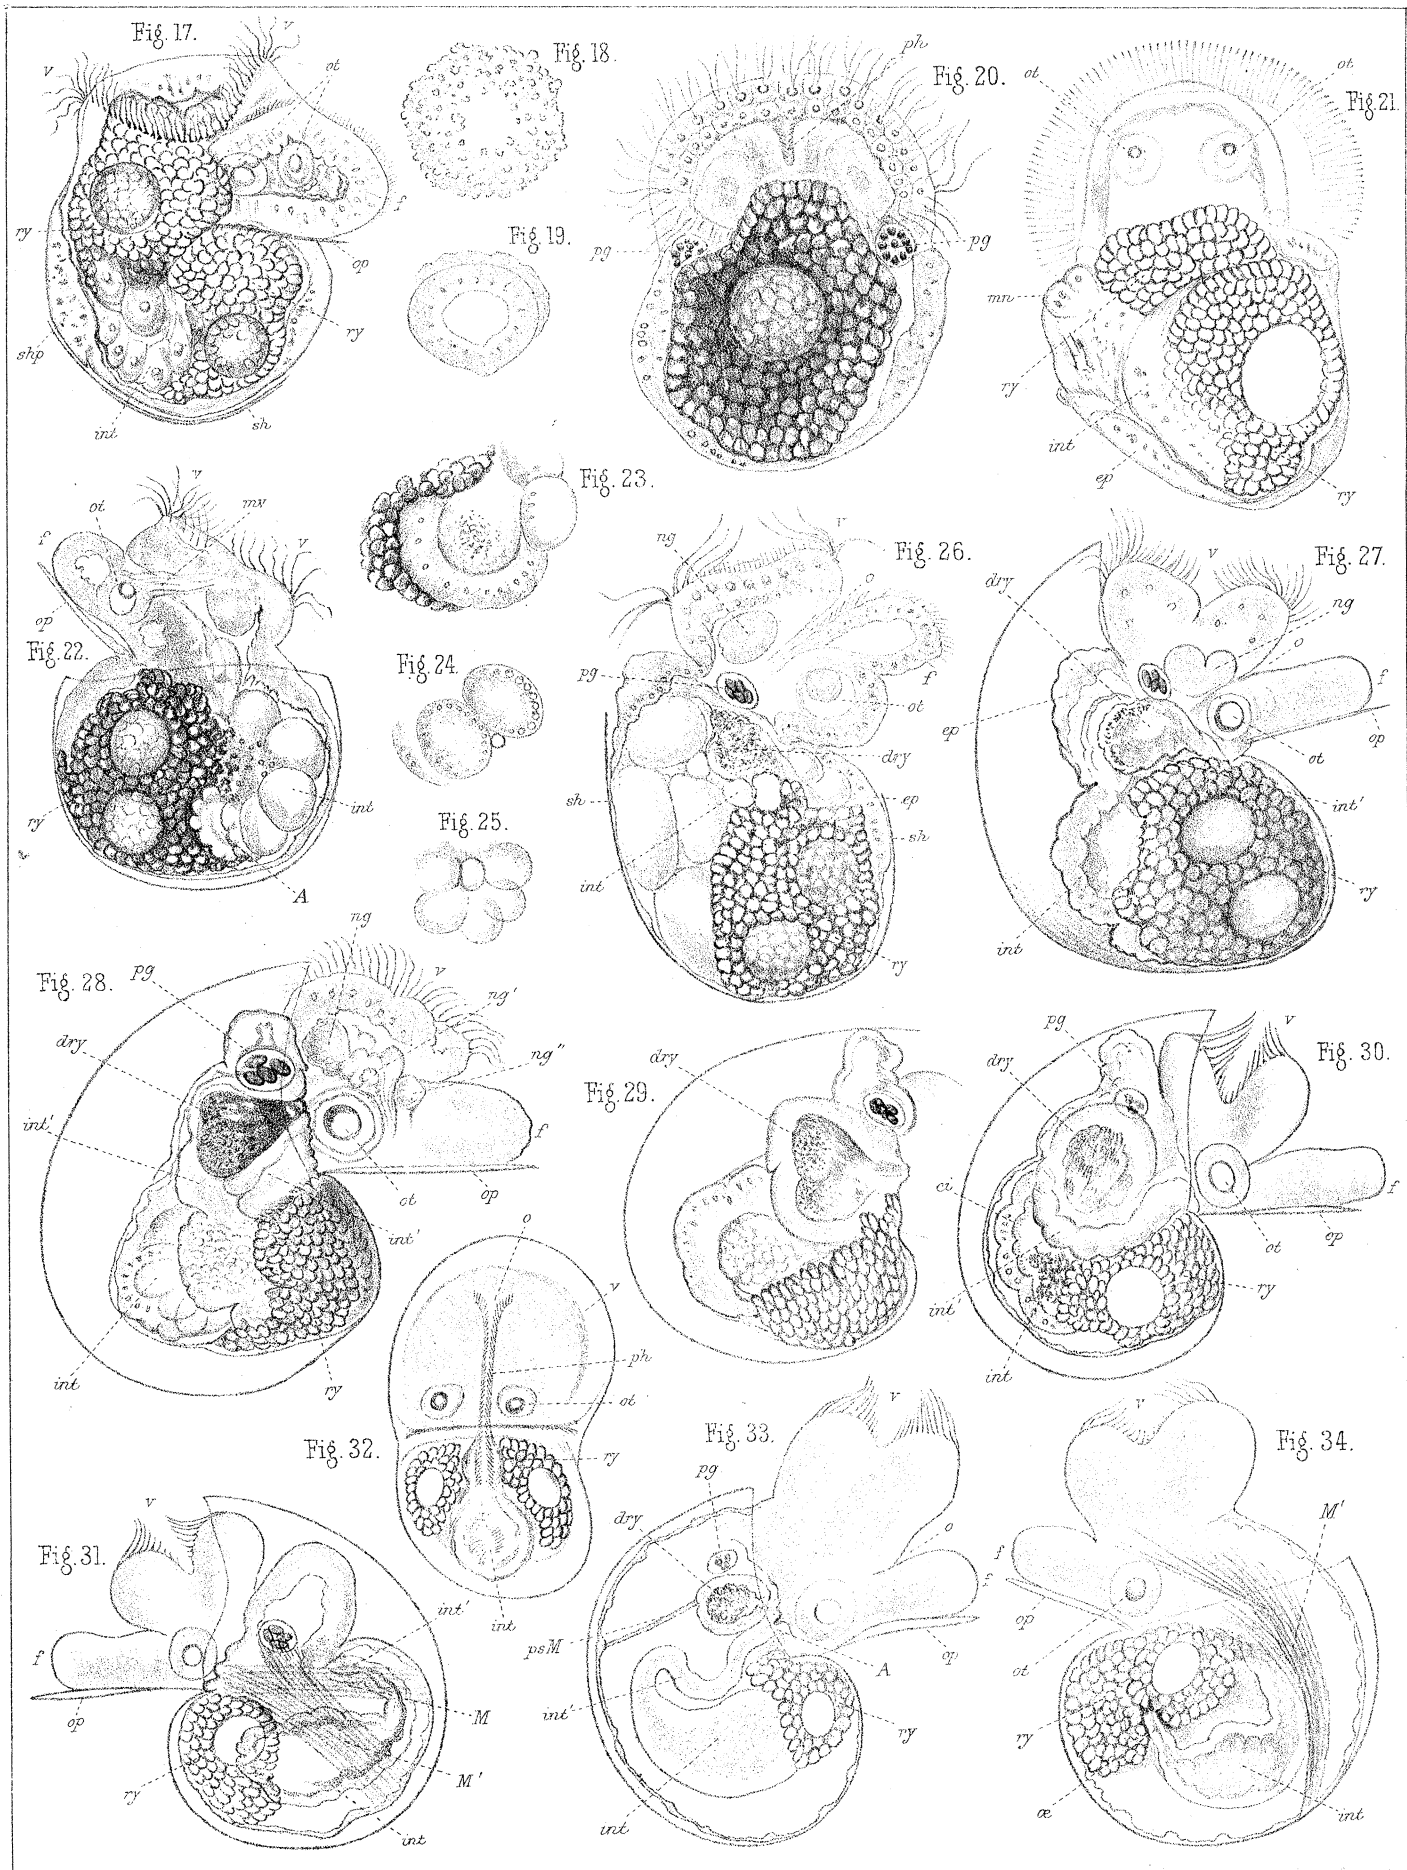 Fig. 17.
v
v
ot
f
ry
op
ry
shp
int
sh
Fig. 18.
Fig. 19.
Fig. 20.
ph
pg
pg
Fig. 21.
ot
ot
mn
ry
int
ep
ry
Fig. 22.
v
ot
mv
f
v
op
int
ry
A
Fig. 23.
Fig. 24.
Fig. 25.
Fig. 26.
ng
v
o
pg
f
ot
dry
ep
sh
sh
int
ry
Fig. 27.
v
dry
ng
o
f
ep
op
ot
int'
ry
int
Fig. 28.
pg
ng
v
ng'
dry
ng"
int'
f
ot
op
int'
int
ry
Fig. 29.
dry
Fig. 30.
pg
v
dry
ci
f
op
ot
ry
int'
int
Fig. 31.
v
f
int'
op
M
M'
ry
int
Fig. 32.
o
v
ph
ot
ry
int
Fig. 33.
v
pg
dry
o
f
psM
op
A
int'
ry
int
Fig. 34.
v
M'
f
op
ot
ry
œ
int